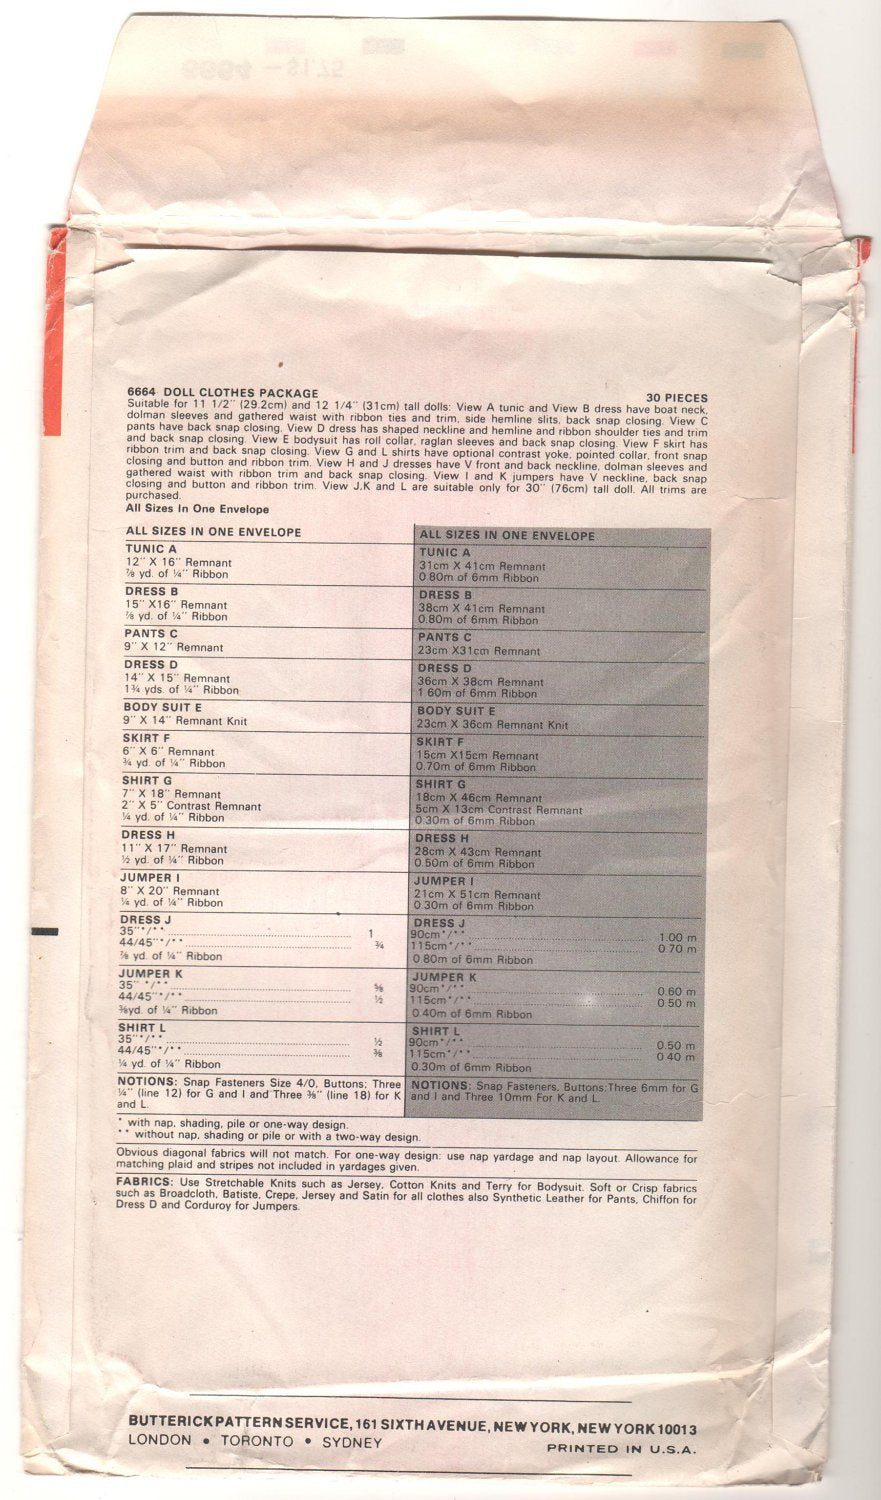 6664 DOLL CLOTHES PACKAGE 30 PIECES
Suitable for 11 1/2" (29.2cm) and 12 1/4" (31cm) tall dolls: View A tunic and View B dress have boat neck,
dolman sleeves and gathered waist with ribbon ties and trim, side hemline slits, back snap closing. View C
pants have back snap closing. View D dress has shaped neckline and hemline and ribbon shoulder ties and trim
and back snap closing. View E bodysuit has roll collar, raglan sleeves and back snap closing. View F skirt has
ribbon trim and back snap closing. View G and L shirts have optional contrast yoke, pointed collar, front snap
closing and button and ribbon trim. View H and J dresses have V front and back neckline, dolman sleeves and
gathered waist with ribbon trim and back snap closing. View I and K jumpers have V neckline, back snap
closing and button and ribbon trim. View J,K and L are suitable only for 30" (76cm) tall doll. All trims are
purchased.
All Sizes In One Envelope
ALL SIZES IN ONE ENVELOPE
TUNIC A
12" X 16" Remnant
⅞ yd. of ¼" Ribbon
DRESS B
15" X16" Remnant
⅞ yd. of ¼" Ribbon
PANTS C
9" X 12" Remnant
DRESS D
14" X 15" Remnant
1¾ yds. of ¼" Ribbon
BODY SUIT E
9" X 14" Remnant Knit
SKIRT F
6" X 6" Remnant
¾ yd. of ¼" Ribbon
SHIRT G
7" X 18" Remnant
2" X 5" Contrast Remnant
¼ yd. of ¼" Ribbon
DRESS H
11" X 17" Remnant
½ yd. of ¼" Ribbon
JUMPER I
8" X 20" Remnant
¼ yd. of ¼" Ribbon
DRESS J
35"*/** 1
44/45"*/** ¾
⅞ yd. of ¼" Ribbon
JUMPER K
35" */** ⅝
44/45"*/** ½
⅜yd. of ¼" Ribbon
SHIRT L
35"*/** ½
44/45"*/** ⅜
¼ yd. of ¼" Ribbon
NOTIONS: Snap Fasteners Size 4/0, Buttons; Three
¼" (line 12) for G and I and Three ⅜" (line 18) for K
and L.
ALL SIZES IN ONE ENVELOPE
TUNIC A
31cm X 41cm Remnant
0.80m of 6mm Ribbon
DRESS B
38cm X 41cm Remnant
0.80m of 6mm Ribbon
PANTS C
23cm X31cm Remnant
DRESS D
36cm X 38cm Remnant
1.60m of 6mm Ribbon
BODY SUIT E
23cm X 36cm Remnant Knit
SKIRT F
15cm X15cm Remnant
0.70m of 6mm Ribbon
SHIRT G
18cm X 46cm Remnant
5cm X 13cm Contrast Remnant
0.30m of 6mm Ribbon
DRESS H
28cm X 43cm Remnant
0.50m of 6mm Ribbon
JUMPER I
21cm X 51cm Remnant
0.30m of 6mm Ribbon
DRESS J
90cm*/** 1.00 m
115cm*/** 0.70 m
0.80m of 6mm Ribbon
JUMPER K
90cm*/** 0.60 m
115cm*/** 0.50 m
0.40m of 6mm Ribbon
SHIRT L
90cm*/** 0.50 m
115cm*/** 0.40 m
0.30m of 6mm Ribbon
NOTIONS: Snap Fasteners, Buttons:Three 6mm for G
and I and Three 10mm For K and L.
* with nap, shading, pile or one-way design.
** without nap, shading or pile or with a two-way design.
Obvious diagonal fabrics will not match. For one-way design: use nap yardage and nap layout. Allowance for
matching plaid and stripes not included in yardages given.
FABRICS: Use Stretchable Knits such as Jersey, Cotton Knits and Terry for Bodysuit. Soft or Crisp fabrics
such as Broadcloth, Batiste, Crepe, Jersey and Satin for all clothes also Synthetic Leather for Pants, Chiffon for
Dress D and Corduroy for Jumpers.
BUTTERICK PATTERN SERVICE, 161 SIXTH AVENUE, NEW YORK, NEW YORK 10013
LONDON • TORONTO • SYDNEY PRINTED IN U.S.A.